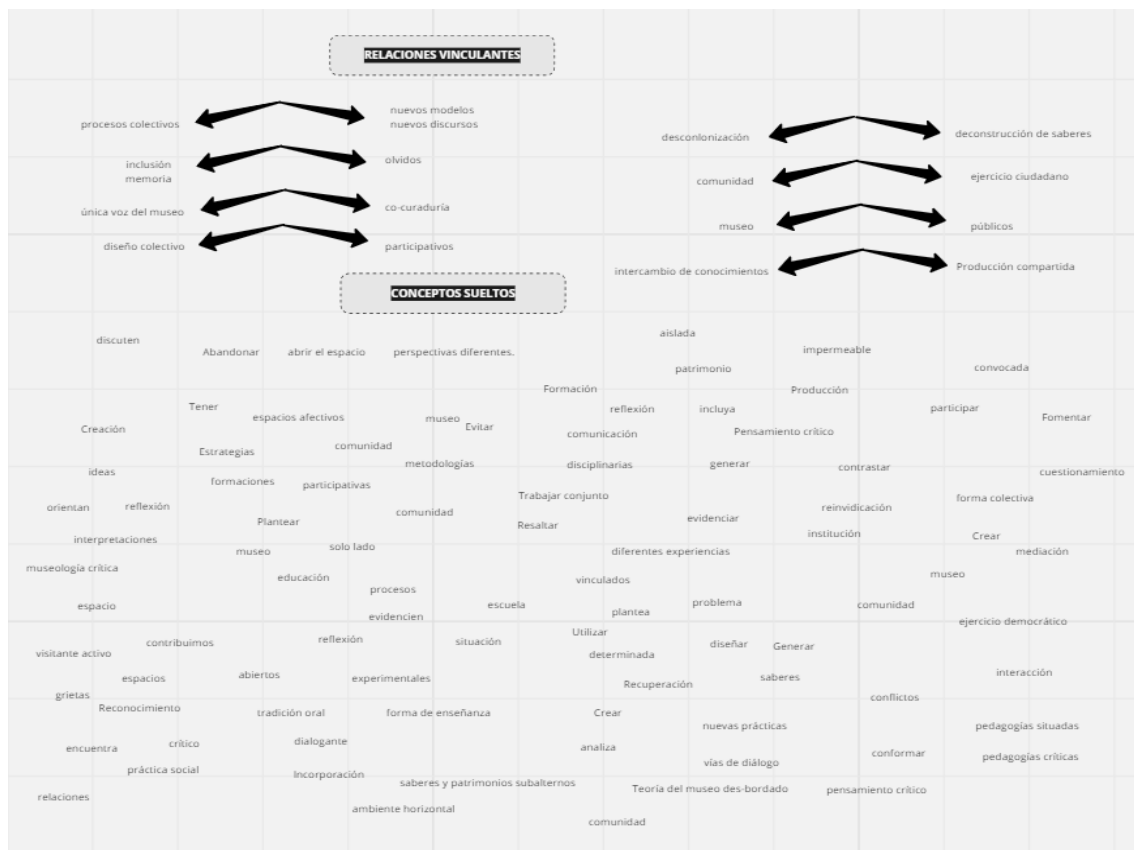 RELACIONES VINCULANTES
procesos colectivos
nuevos modelos
nuevos discursos
inclusión
memoria
olvidos
única voz del museo
co-curaduría
diseño colectivo
participativos
desconlonización
deconstrucción de saberes
comunidad
ejercicio ciudadano
museo
públicos
intercambio de conocimientos
Producción compartida
CONCEPTOS SUELTOS
discuten
Abandonar
abrir el espacio
perspectivas diferentes.
aislada
impermeable
patrimonio
convocada
Formación
Producción
Tener
espacios afectivos
museo
Evitar
reflexión
incluya
participar
Fomentar
Creación
comunicación
Pensamiento crítico
Estrategias
comunidad
metodologías
disciplinarias
generar
contrastar
cuestionamiento
ideas
formaciones
participativas
Trabajar conjunto
forma colectiva
orientan
reflexión
comunidad
reinvidicación
Plantear
Resaltar
evidenciar
institución
Crear
interpretaciones
museo
solo lado
diferentes experiencias
mediación
museología crítica
educación
vinculados
museo
procesos
espacio
escuela
plantea
problema
comunidad
evidencien
ejercicio democrático
contribuimos
reflexión
situación
Utilizar
diseñar
Generar
visitante activo
determinada
espacios
abiertos
experimentales
Recuperación
saberes
interacción
grietas
conflictos
Reconocimiento
tradición oral
forma de enseñanza
Crear
nuevas prácticas
pedagogías situadas
encuentra
crítico
dialogante
analiza
vías de diálogo
conformar
pedagogías críticas
práctica social
Incorporación
saberes y patrimonios subalternos
Teoría del museo des-bordado
pensamiento crítico
relaciones
ambiente horizontal
comunidad